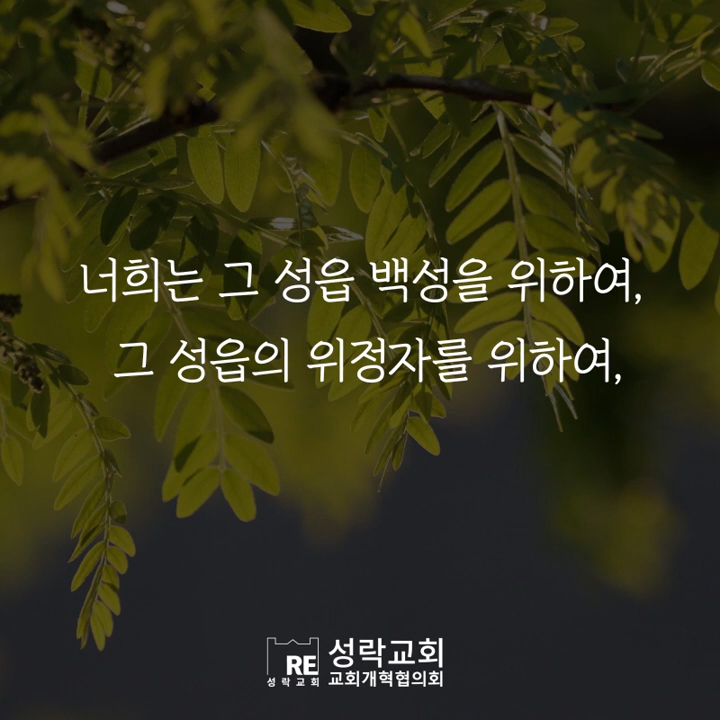 너희는 그 성읍 백성을 위하여,
그 성읍의 위정자를 위하여,
RE
성락교회
성락교회
교회개혁협의회